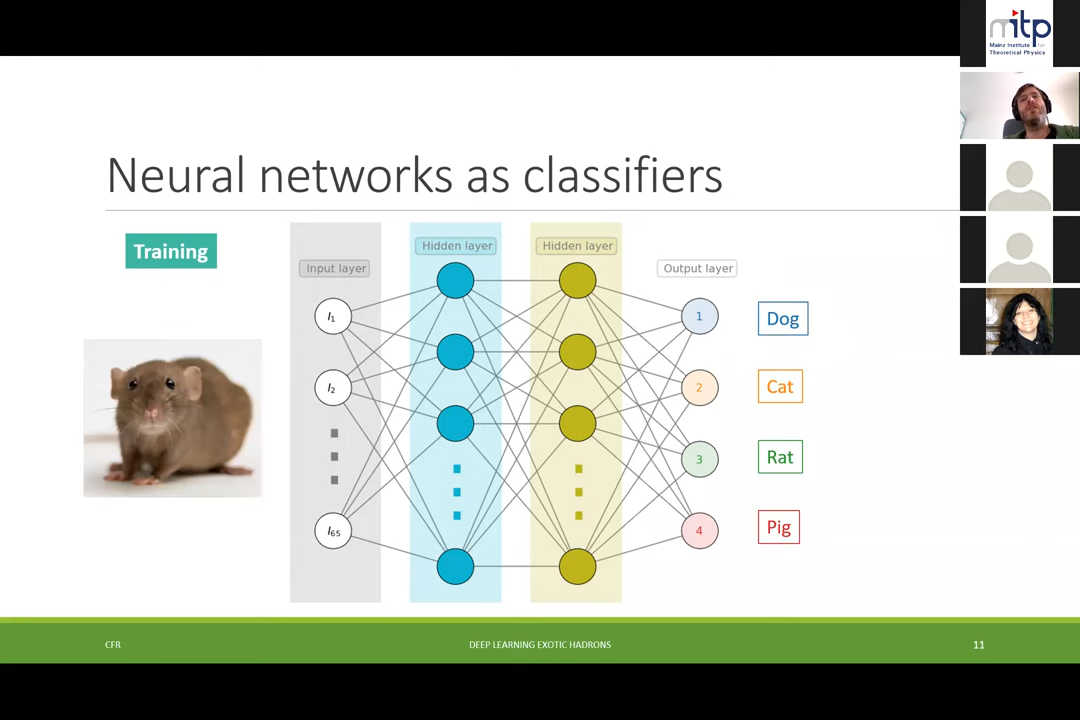 mitp
Mainz Institute for
Theoretical Physics
Neural networks as classifiers
Training
Input layer
Hidden layer
Hidden layer
Output layer
I1
I2
I65
1
2
3
4
Dog
Cat
Rat
Pig
CFR
DEEP LEARNING EXOTIC HADRONS
11